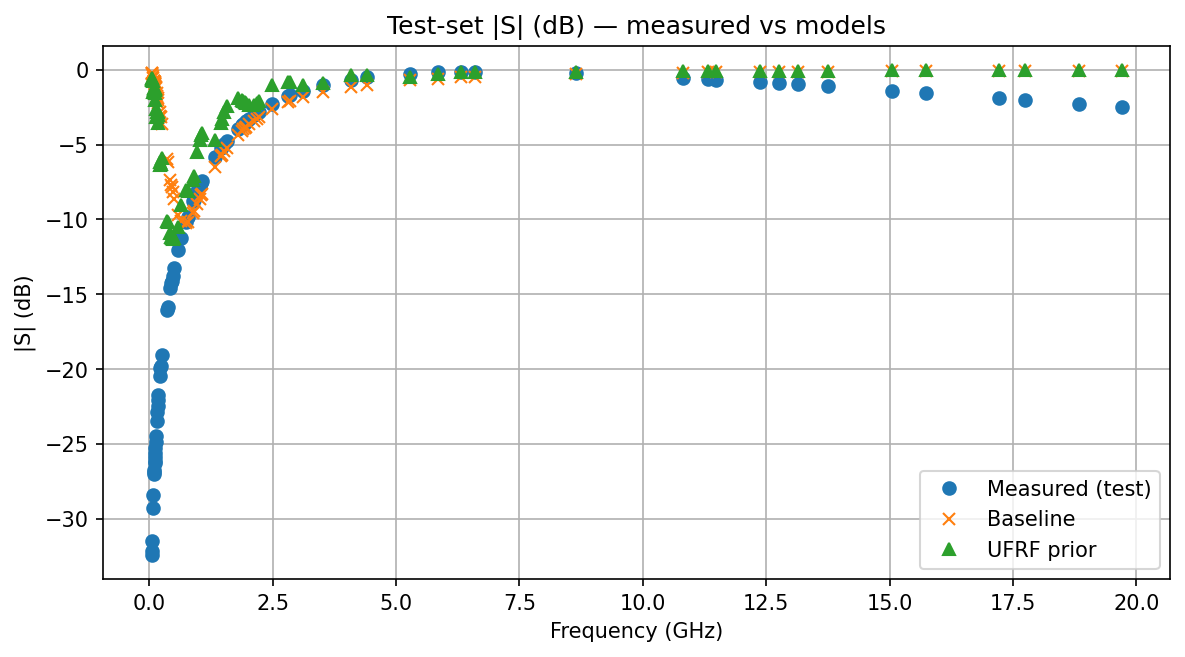 Test-set |S| (dB) — measured vs models
|S| (dB)
0
−5
−10
−15
−20
−25
−30
Measured (test)
Baseline
UFRF prior
0.0 2.5 5.0 7.5 10.0 12.5 15.0 17.5 20.0
Frequency (GHz)